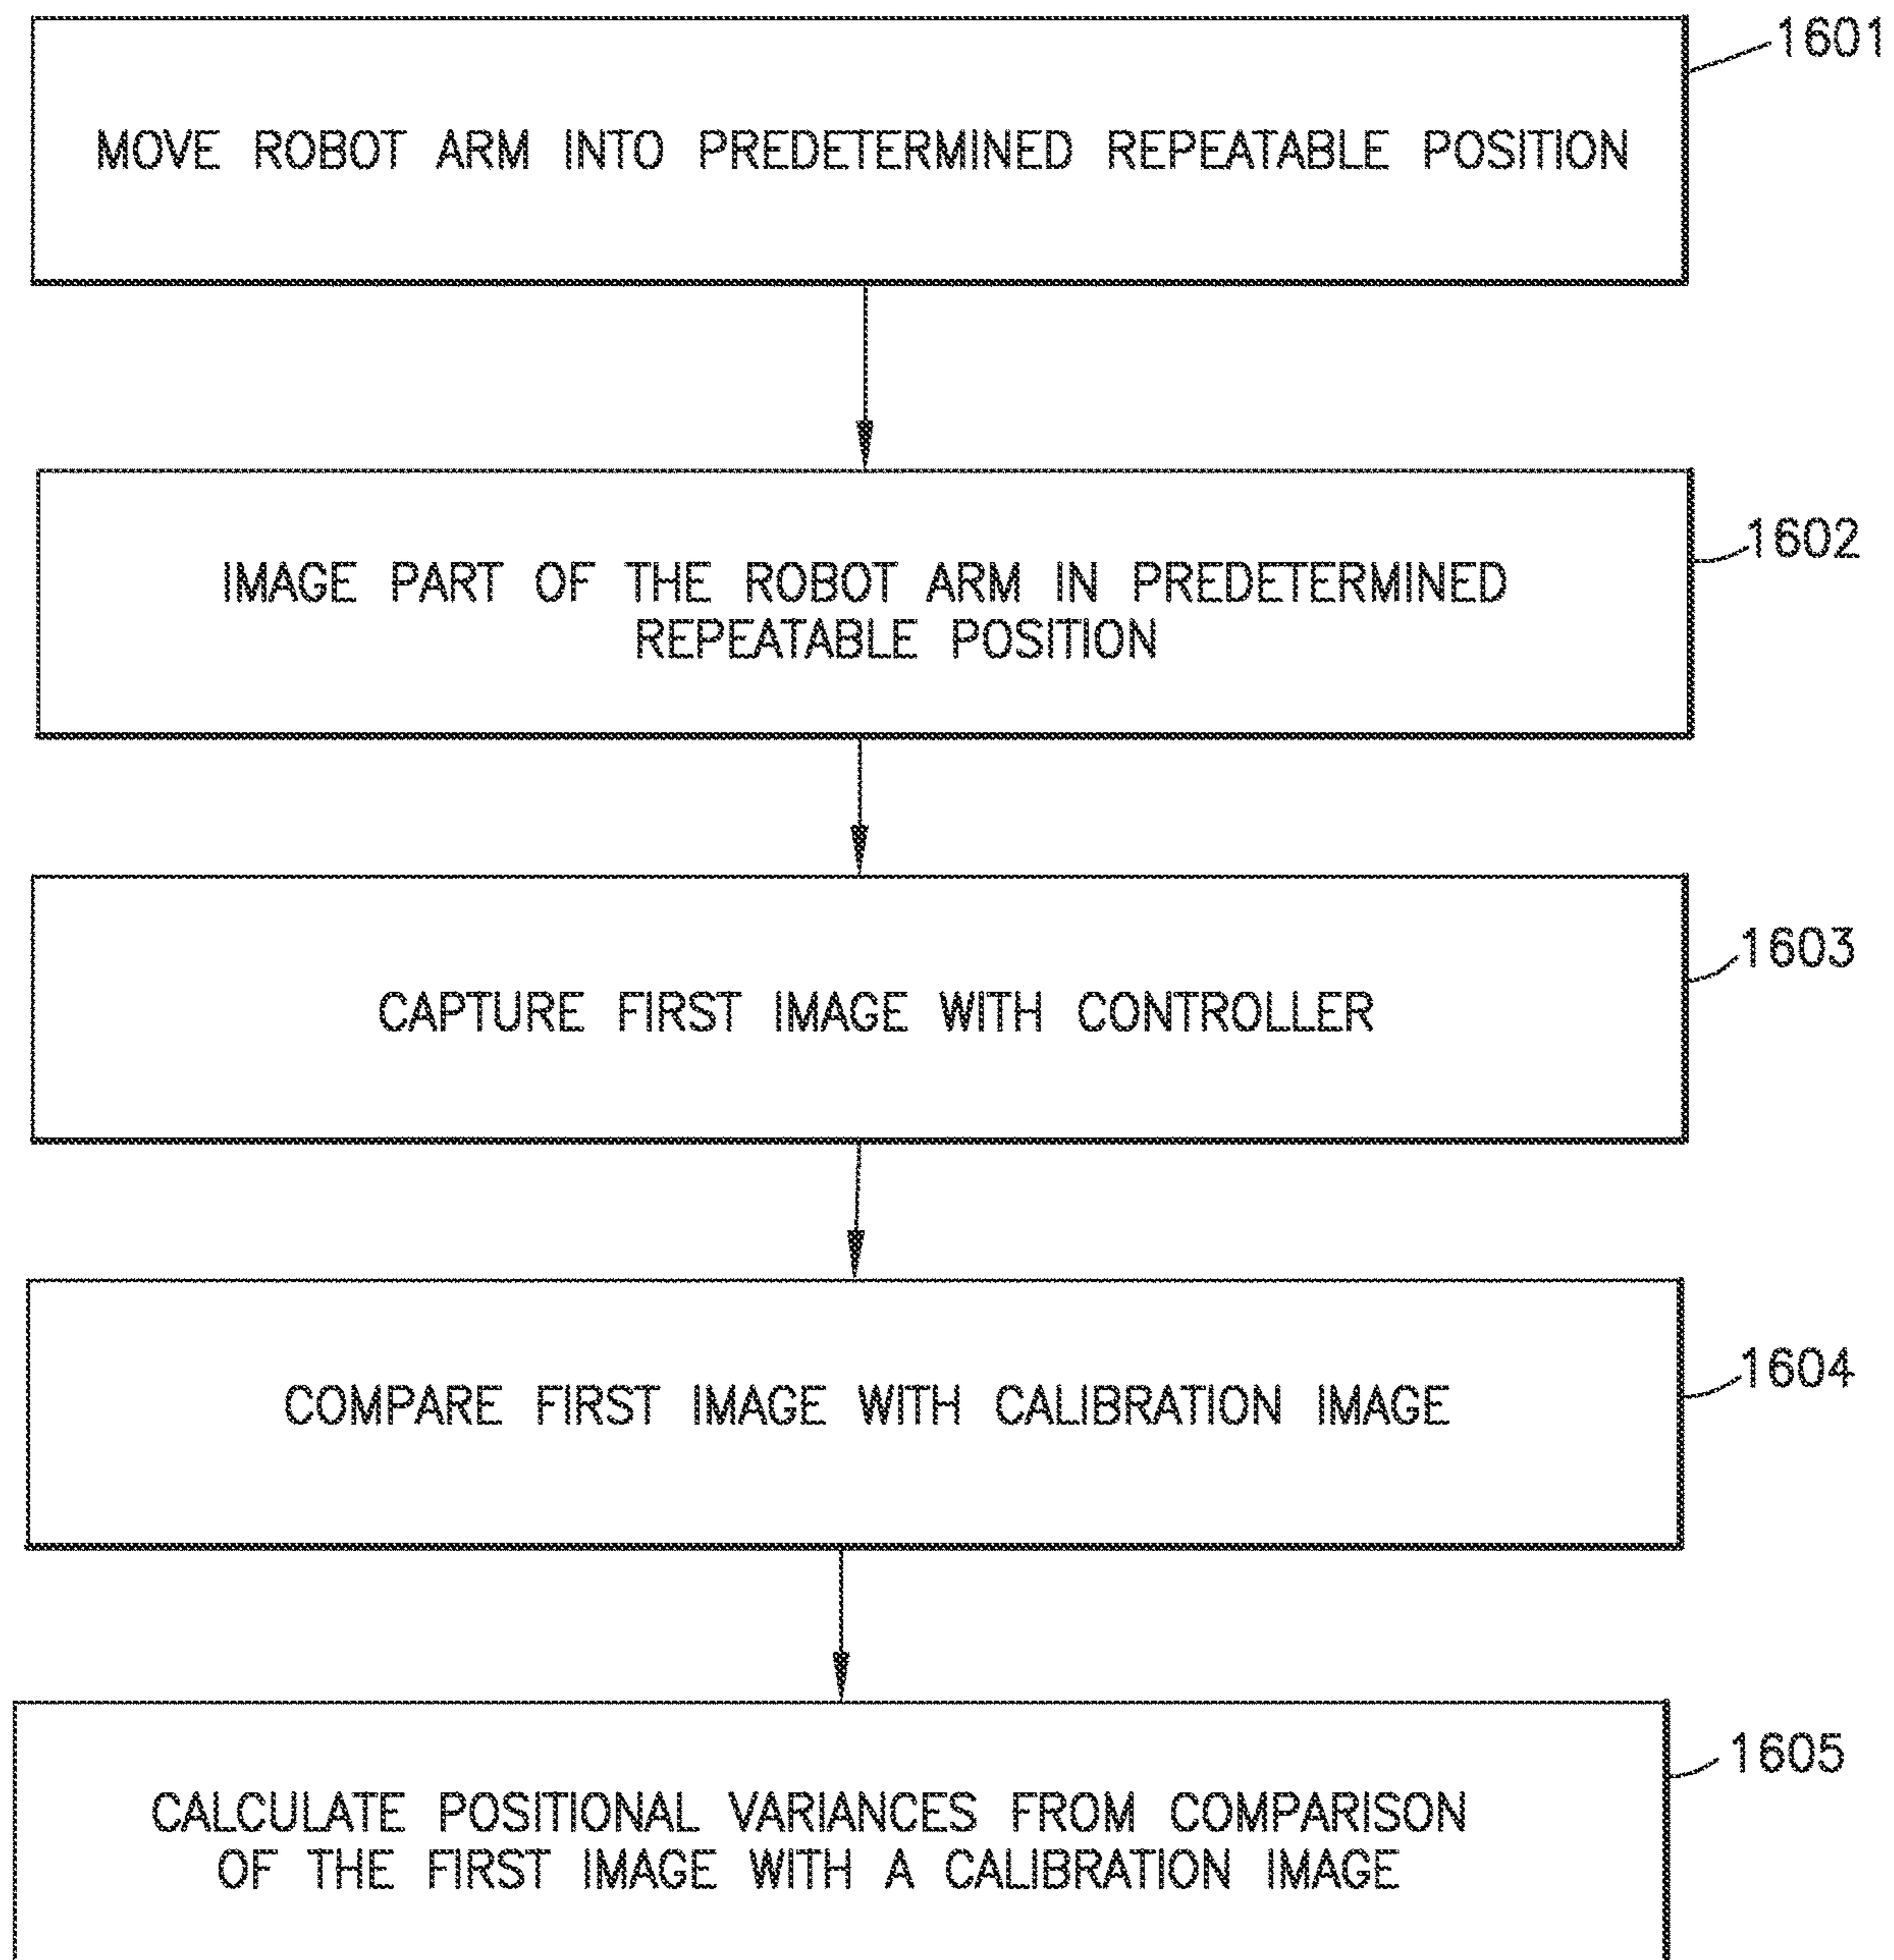 1601
MOVE ROBOT ARM INTO PREDETERMINED REPEATABLE POSITION
1602
IMAGE PART OF THE ROBOT ARM IN PREDETERMINED
REPEATABLE POSITION
1603
CAPTURE FIRST IMAGE WITH CONTROLLER
1604
COMPARE FIRST IMAGE WITH CALIBRATION IMAGE
1605
CALCULATE POSITIONAL VARIANCES FROM COMPARISON
OF THE FIRST IMAGE WITH A CALIBRATION IMAGE